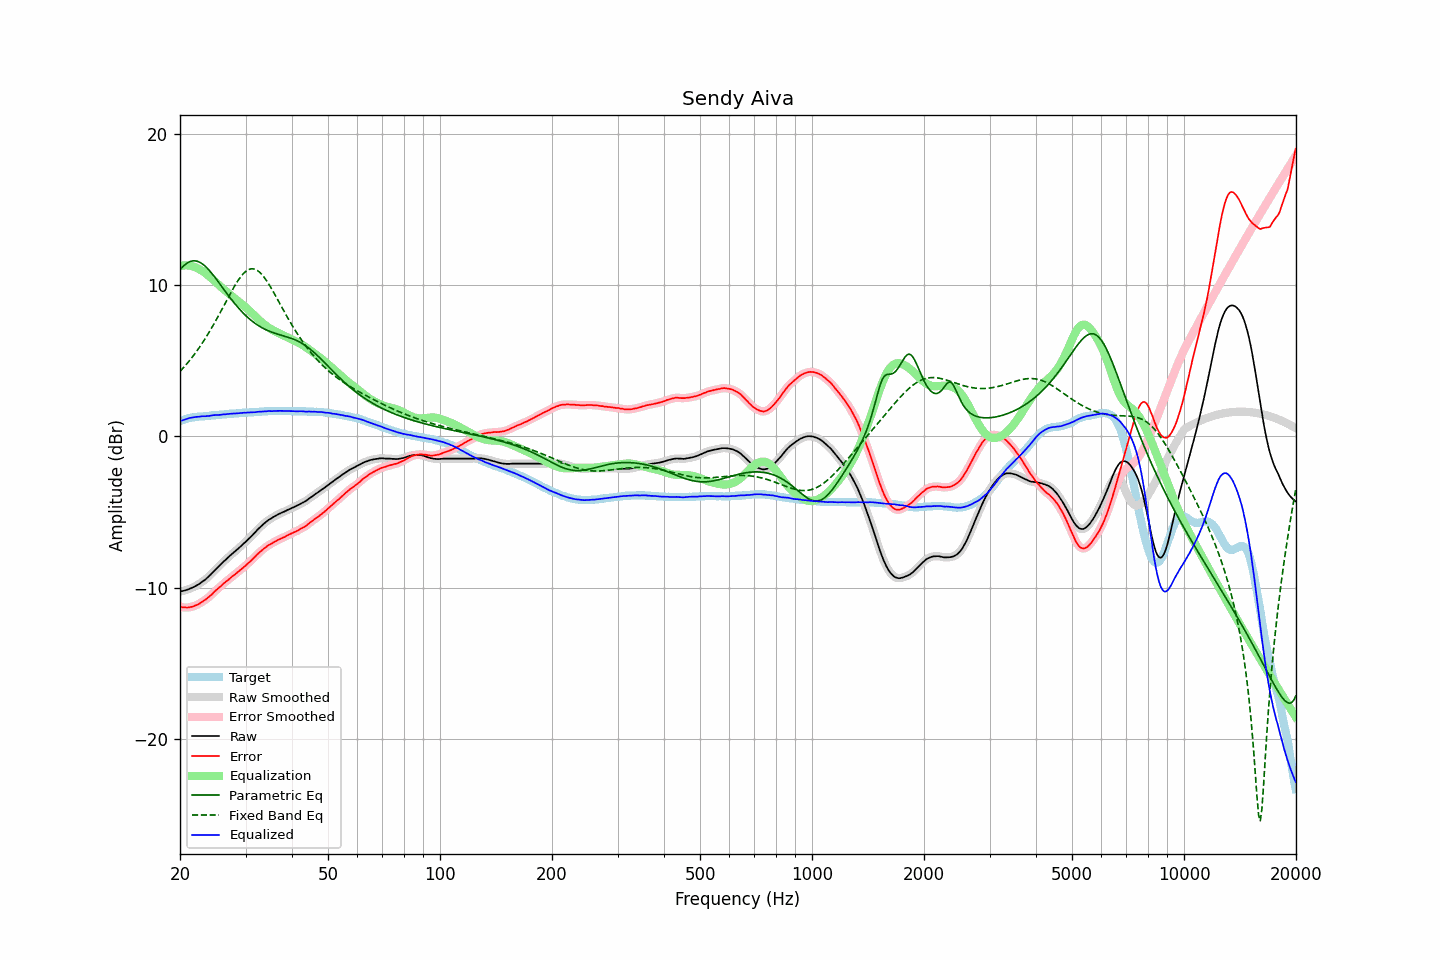 Sendy Aiva
Amplitude (dBr)
20
10
0
−10
−20
Target
Raw Smoothed
Error Smoothed
Raw
Error
Equalization
Parametric Eq
Fixed Band Eq
Equalized
20 50 100 200 500 1000 2000 5000 10000 20000
Frequency (Hz)